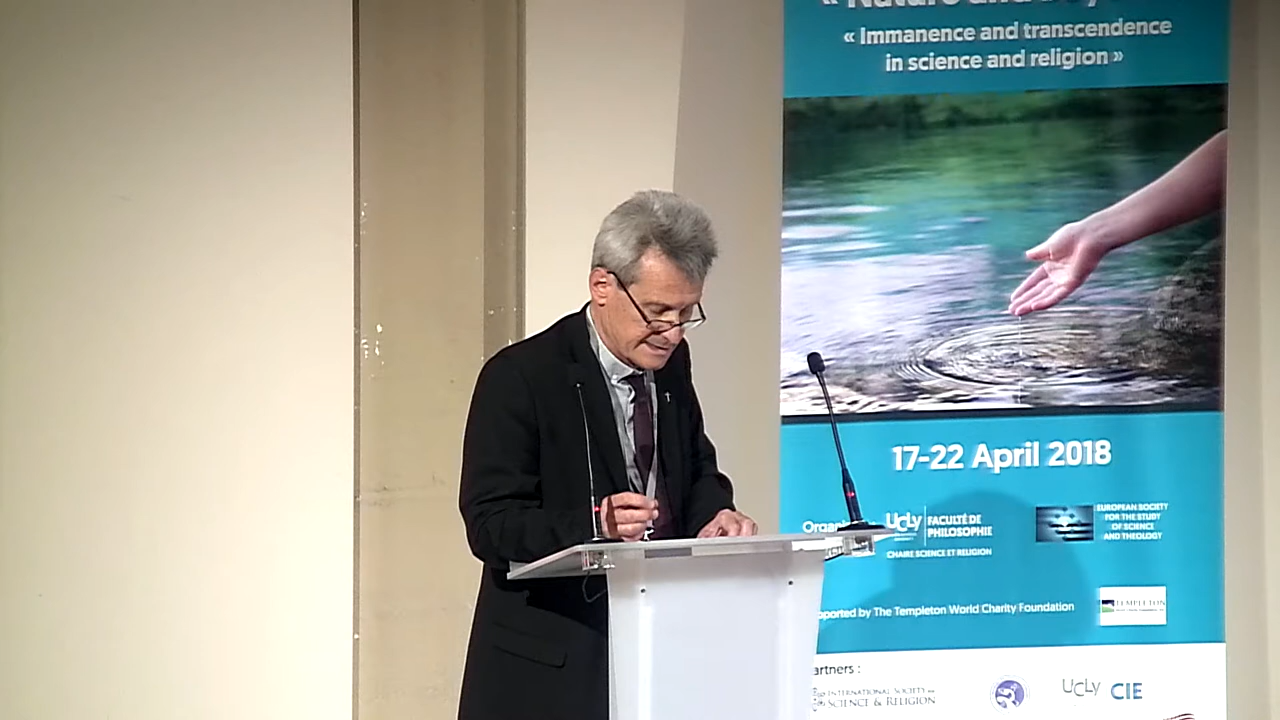 « Immanence and transcendence
in science and religion »
17-22 April 2018
UCLy
FACULTÉ DE
PHILOSOPHIE
CHAIRE SCIENCE ET RELIGION
EUROPEAN SOCIETY
FOR THE STUDY
OF SCIENCE
AND THEOLOGY
pported by The Templeton World Charity Foundation
TEMPLETON
artners :
INTERNATIONAL SOCIETY for
SCIENCE & RELIGION
UCLy CIE